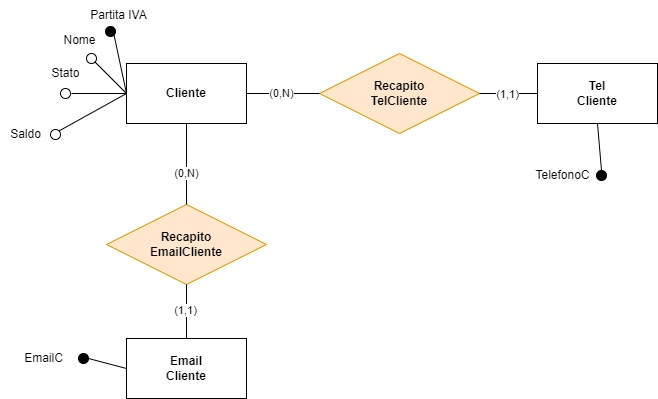 Partita IVA
Nome
Stato
Saldo
Cliente
(0,N)
Recapito
TelCliente
(1,1)
Tel
Cliente
TelefonoC
(0,N)
Recapito
EmailCliente
(1,1)
EmailC
Email
Cliente